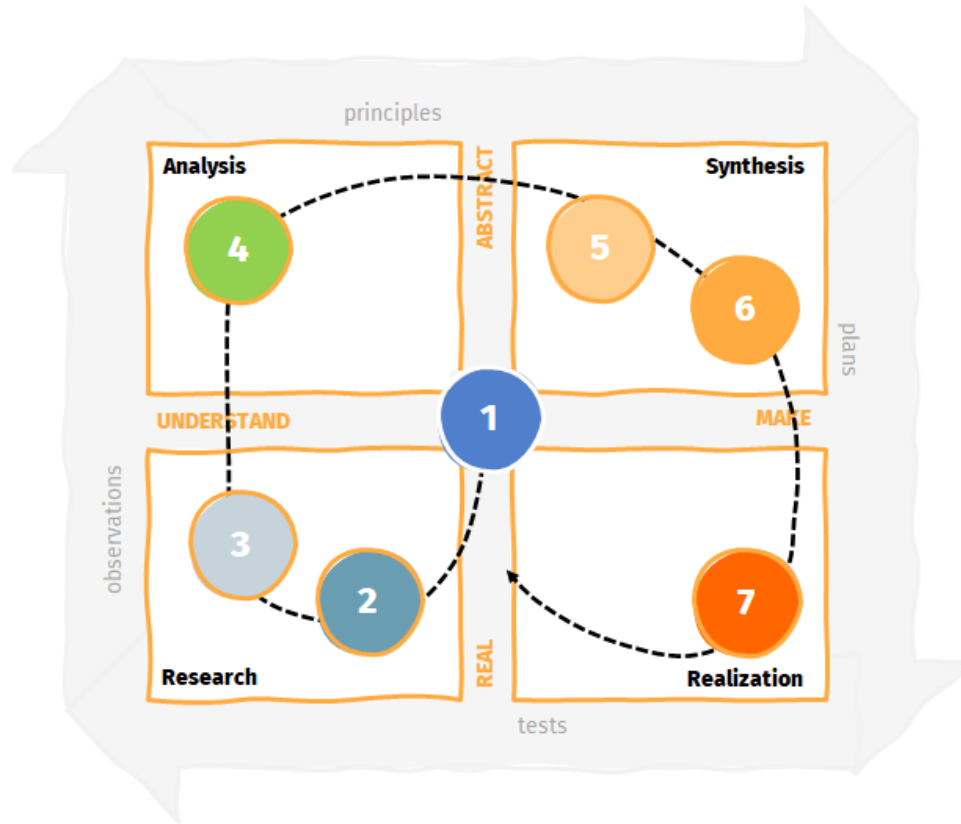 principles
Analysis
ABSTRACT
Synthesis
4
5
6
plans
UNDERSTAND
1
MAKE
observations
3
2
7
Research
REAL
Realization
tests